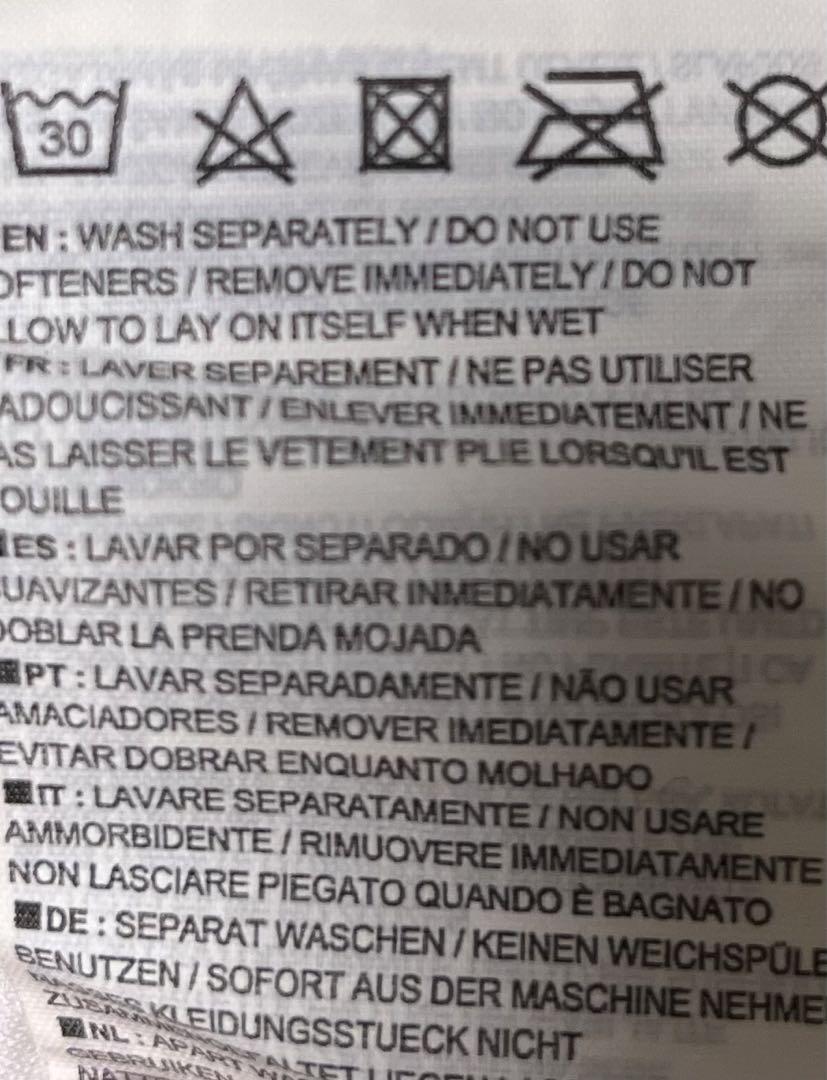 30
EN : WASH SEPARATELY / DO NOT USE
OFTENERS / REMOVE IMMEDIATELY / DO NOT
LLOW TO LAY ON ITSELF WHEN WET
FR : LAVER SEPAREMENT / NE PAS UTILISER
ADOUCISSANT / ENLEVER IMMEDIATEMENT / NE
AS LAISSER LE VETEMENT PLIE LORSQU'IL EST
OUILLE
ES : LAVAR POR SEPARADO / NO USAR
UAVIZANTES / RETIRAR INMEDIATAMENTE / NO
DOBLAR LA PRENDA MOJADA
PT : LAVAR SEPARADAMENTE / NÃO USAR
AMACIADORES / REMOVER IMEDIATAMENTE /
EVITAR DOBRAR ENQUANTO MOLHADO
IT : LAVARE SEPARATAMENTE / NON USARE
AMMORBIDENTE / RIMUOVERE IMMEDIATAMENTE
NON LASCIARE PIEGATO QUANDO È BAGNATO
DE : SEPARAT WASCHEN / KEINEN WEICHSPÜLE
BENUTZEN / SOFORT AUS DER MASCHINE NEHME
KLEIDUNGSSTUECK NICHT
NL : APART
GEBRUIKEN